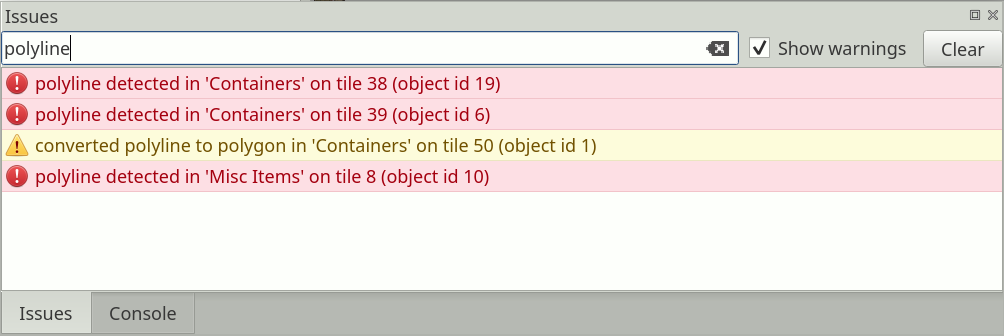 Issues
polyline
Show warnings
Clear
polyline detected in 'Containers' on tile 38 (object id 19)
polyline detected in 'Containers' on tile 39 (object id 6)
converted polyline to polygon in 'Containers' on tile 50 (object id 1)
polyline detected in 'Misc Items' on tile 8 (object id 10)
Issues
Console